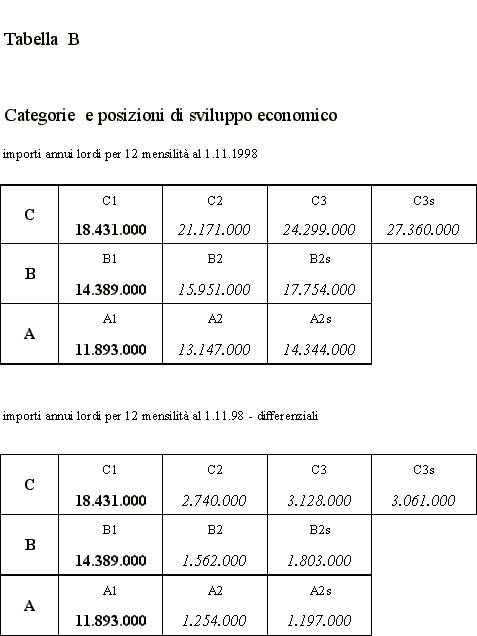 Tabella B
Categorie e posizioni di sviluppo economico
importi annui lordi per 12 mensilità al 1.11.1998
C1 C2 C3 C3s
C
18.431.000 21.171.000 24.299.000 27.360.000
B1 B2 B2s
B
14.389.000 15.951.000 17.754.000
A1 A2 A2s
A
11.893.000 13.147.000 14.344.000
importi annui lordi per 12 mensilità al 1.11.98 - differenziali
C1 C2 C3 C3s
C
18.431.000 2.740.000 3.128.000 3.061.000
B1 B2 B2s
B
14.389.000 1.562.000 1.803.000
A1 A2 A2s
A
11.893.000 1.254.000 1.197.000